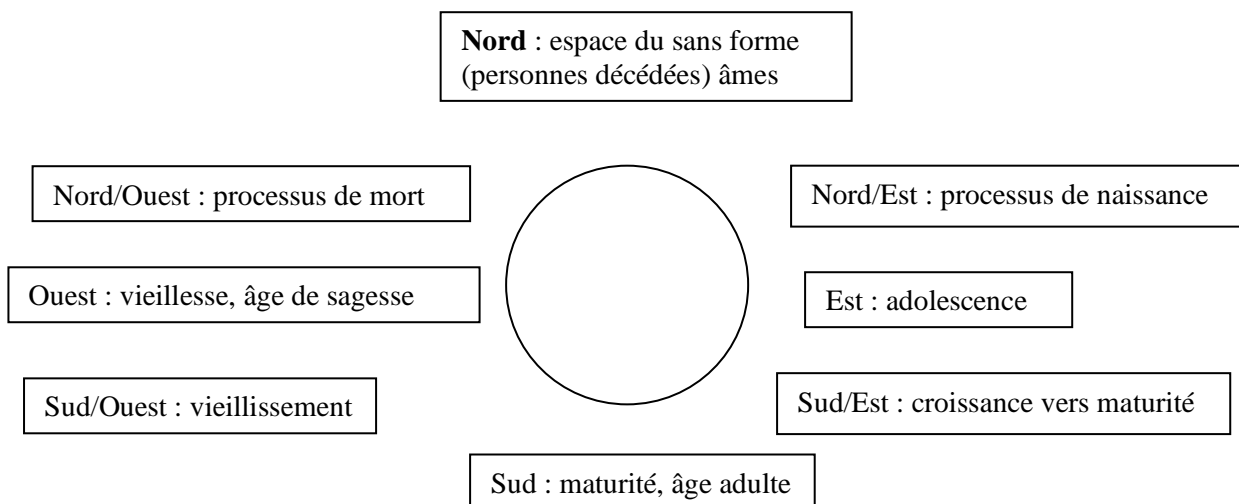 Nord : espace du sans forme
(personnes décédées) âmes
Nord/Ouest : processus de mort
Nord/Est : processus de naissance
Ouest : vieillesse, âge de sagesse
Est : adolescence
Sud/Ouest : vieillissement
Sud/Est : croissance vers maturité
Sud : maturité, âge adulte